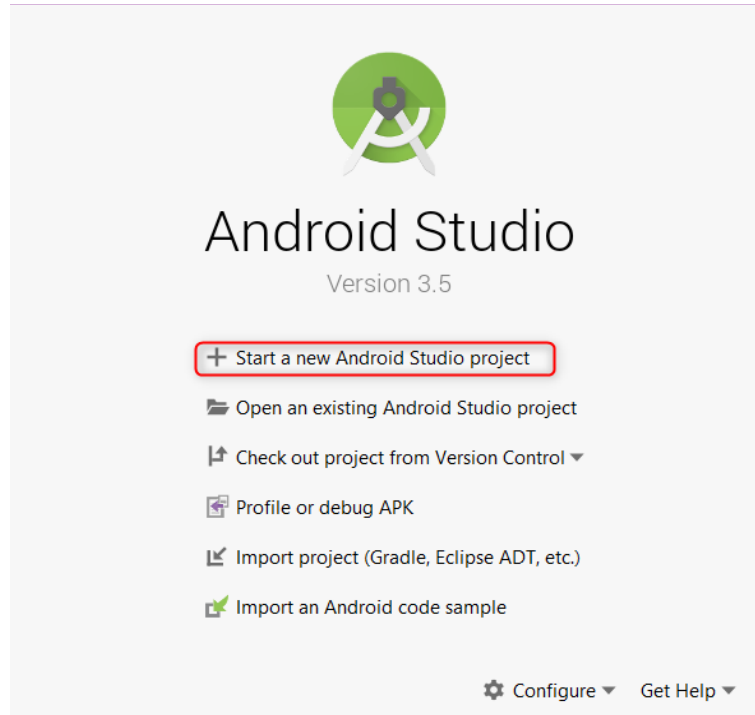 Android Studio
Version 3.5
Start a new Android Studio project
Open an existing Android Studio project
Check out project from Version Control
Profile or debug APK
Import project (Gradle, Eclipse ADT, etc.)
Import an Android code sample
Configure Get Help